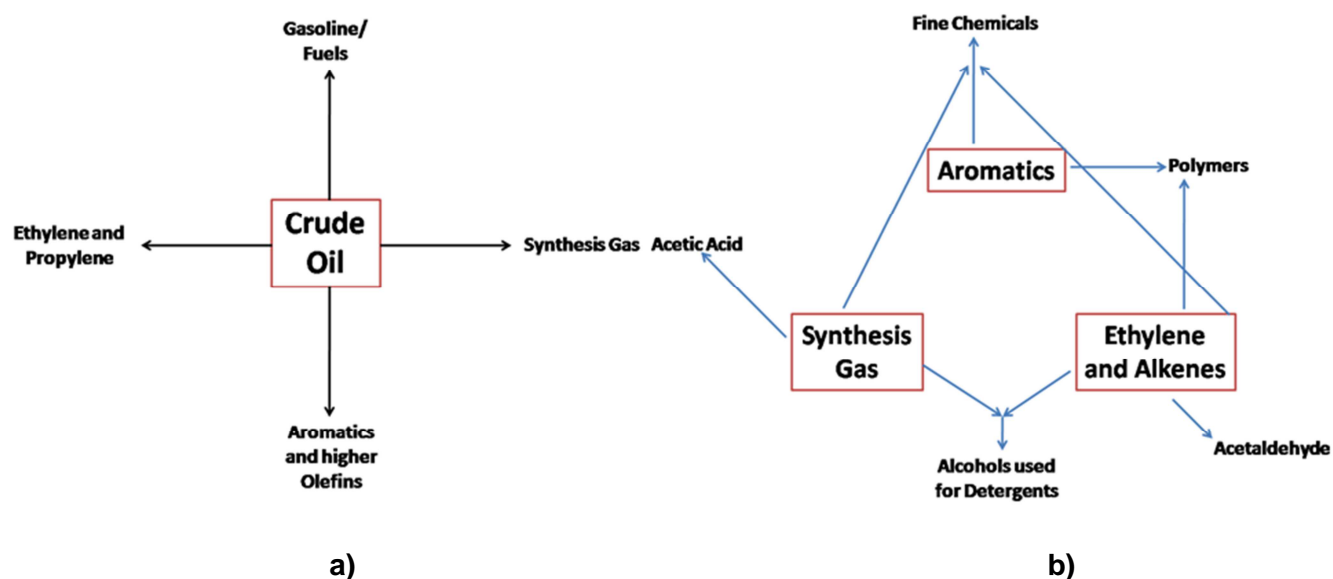 Gasoline/
Fuels
Crude
Oil
Ethylene and
Propylene
Synthesis Gas
Aromatics
and higher
Olefins
a)
Fine Chemicals
Aromatics
Polymers
Acetic Acid
Synthesis
Gas
Ethylene
and Alkenes
Acetaldehyde
Alcohols used
for Detergents
b)